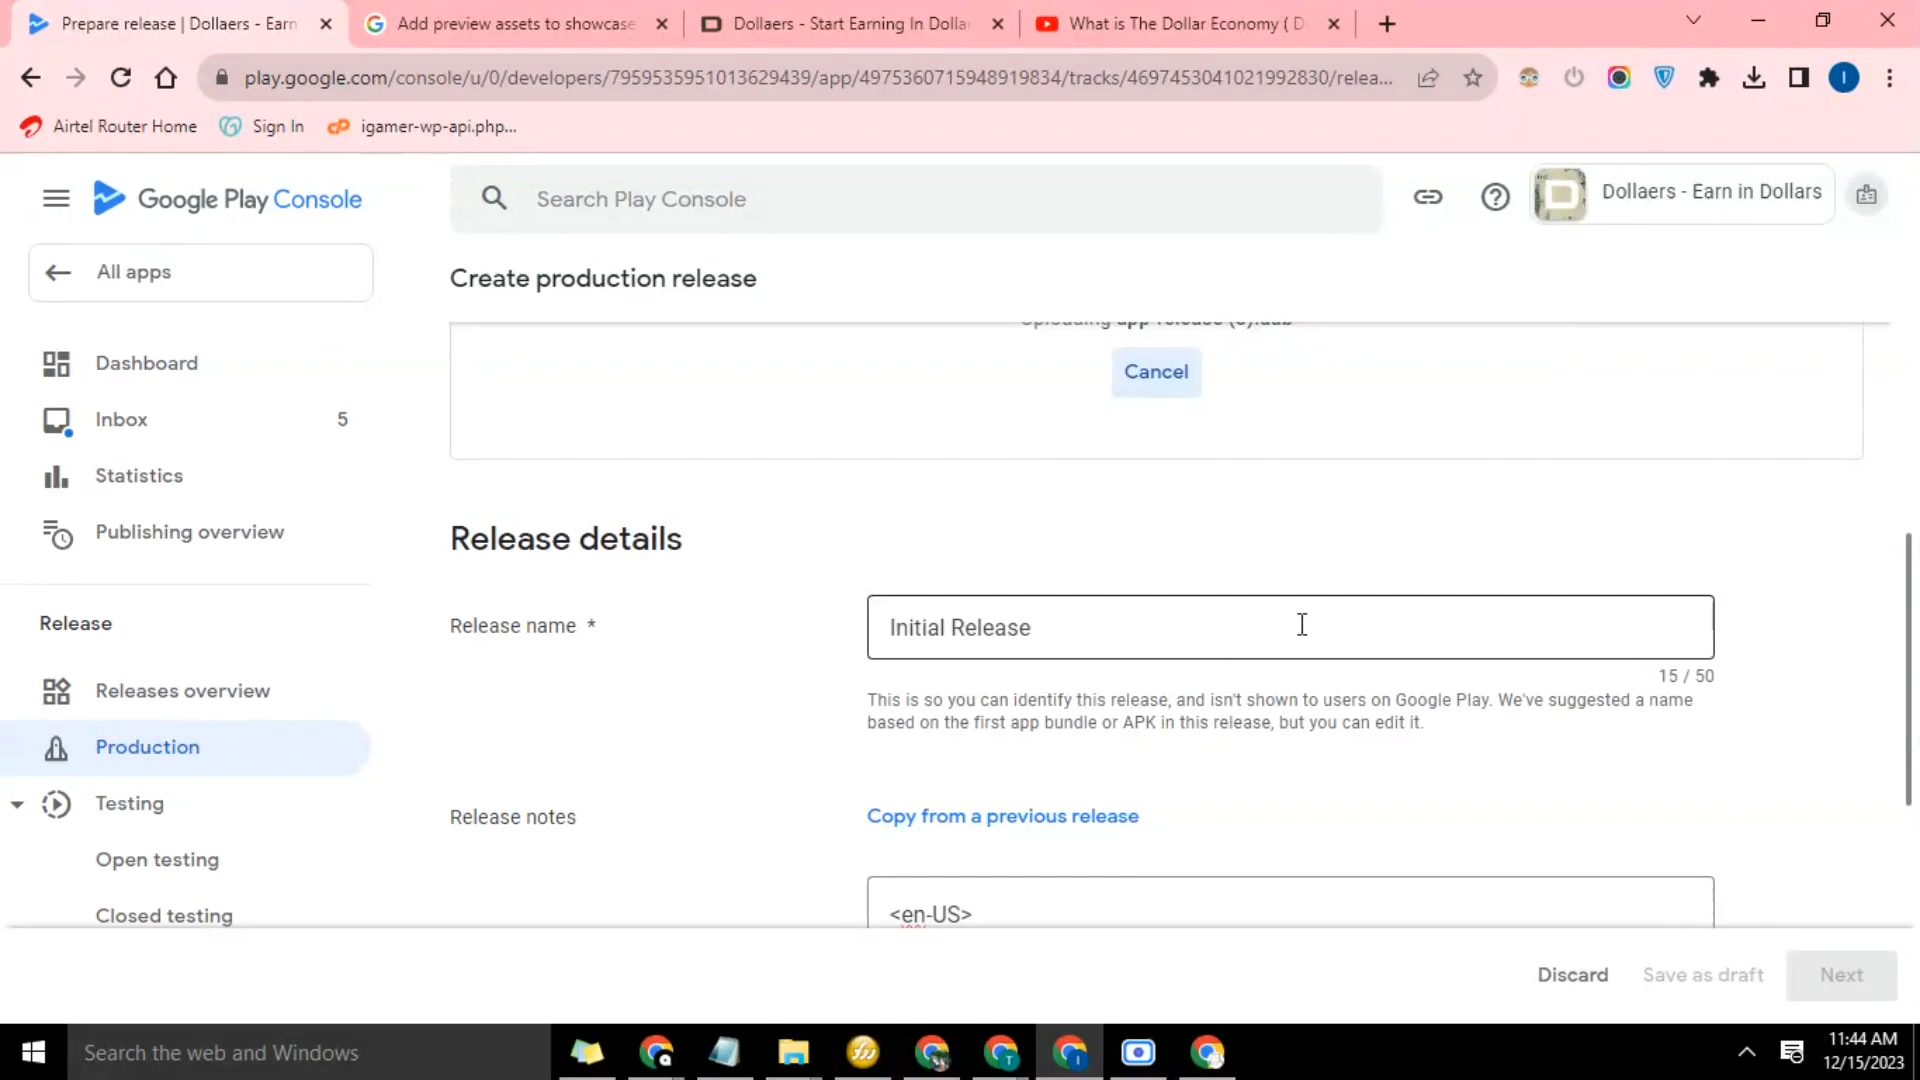 Prepare release | Dollaers - Earn
Add preview assets to showcase
Dollaers - Start Earning In Dolla
What is The Dollar Economy ( D
play.google.com/console/u/0/developers/7959535951013629439/app/4975360715948919834/tracks/4697453041021992830/relea...
I
Airtel Router Home
Sign In
igamer-wp-api.php...
Google Play Console
Search Play Console
Dollaers - Earn in Dollars
All apps
Create production release
Uploading app-release (6).aab
Cancel
Dashboard
Inbox 5
Statistics
Publishing overview
Release
Releases overview
Production
Testing
Open testing
Closed testing
Release details
Release name *
Initial Release
15 / 50
This is so you can identify this release, and isn't shown to users on Google Play. We've suggested a name
based on the first app bundle or APK in this release, but you can edit it.
Release notes
Copy from a previous release
<en-US>
Discard
Save as draft
Next
Search the web and Windows
11:44 AM
12/15/2023